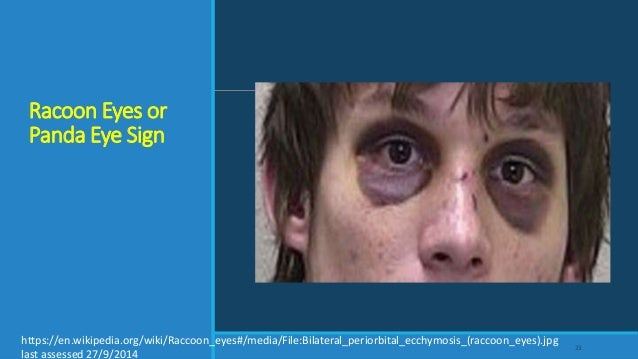 Racoon Eyes or
Panda Eye Sign
https://en.wikipedia.org/wiki/Raccoon_eyes#/media/File:Bilateral_periorbital_ecchymosis_(raccoon_eyes).jpg
last assessed 27/9/2014